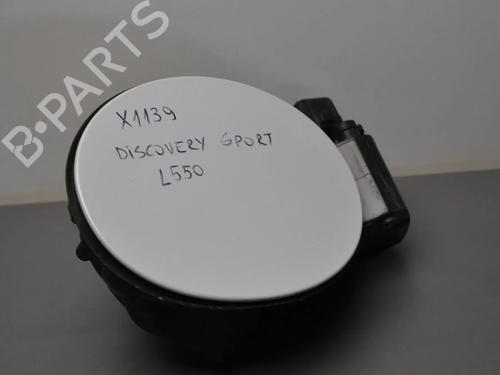 B-PARTS
X1139
DISCOVERY SPORT
L550